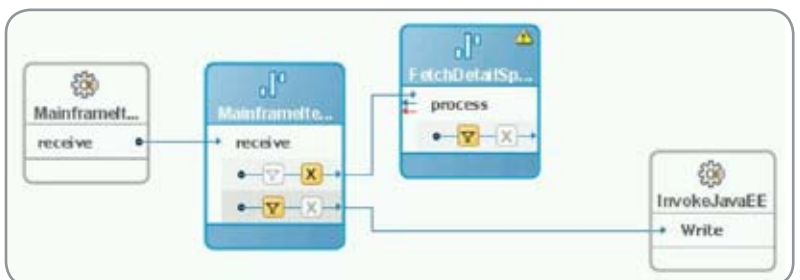 MainframeIt...
receive
MainframeIte...
receive
X
X
FetchDetailSp...
process
X
InvokeJavaEE
Write